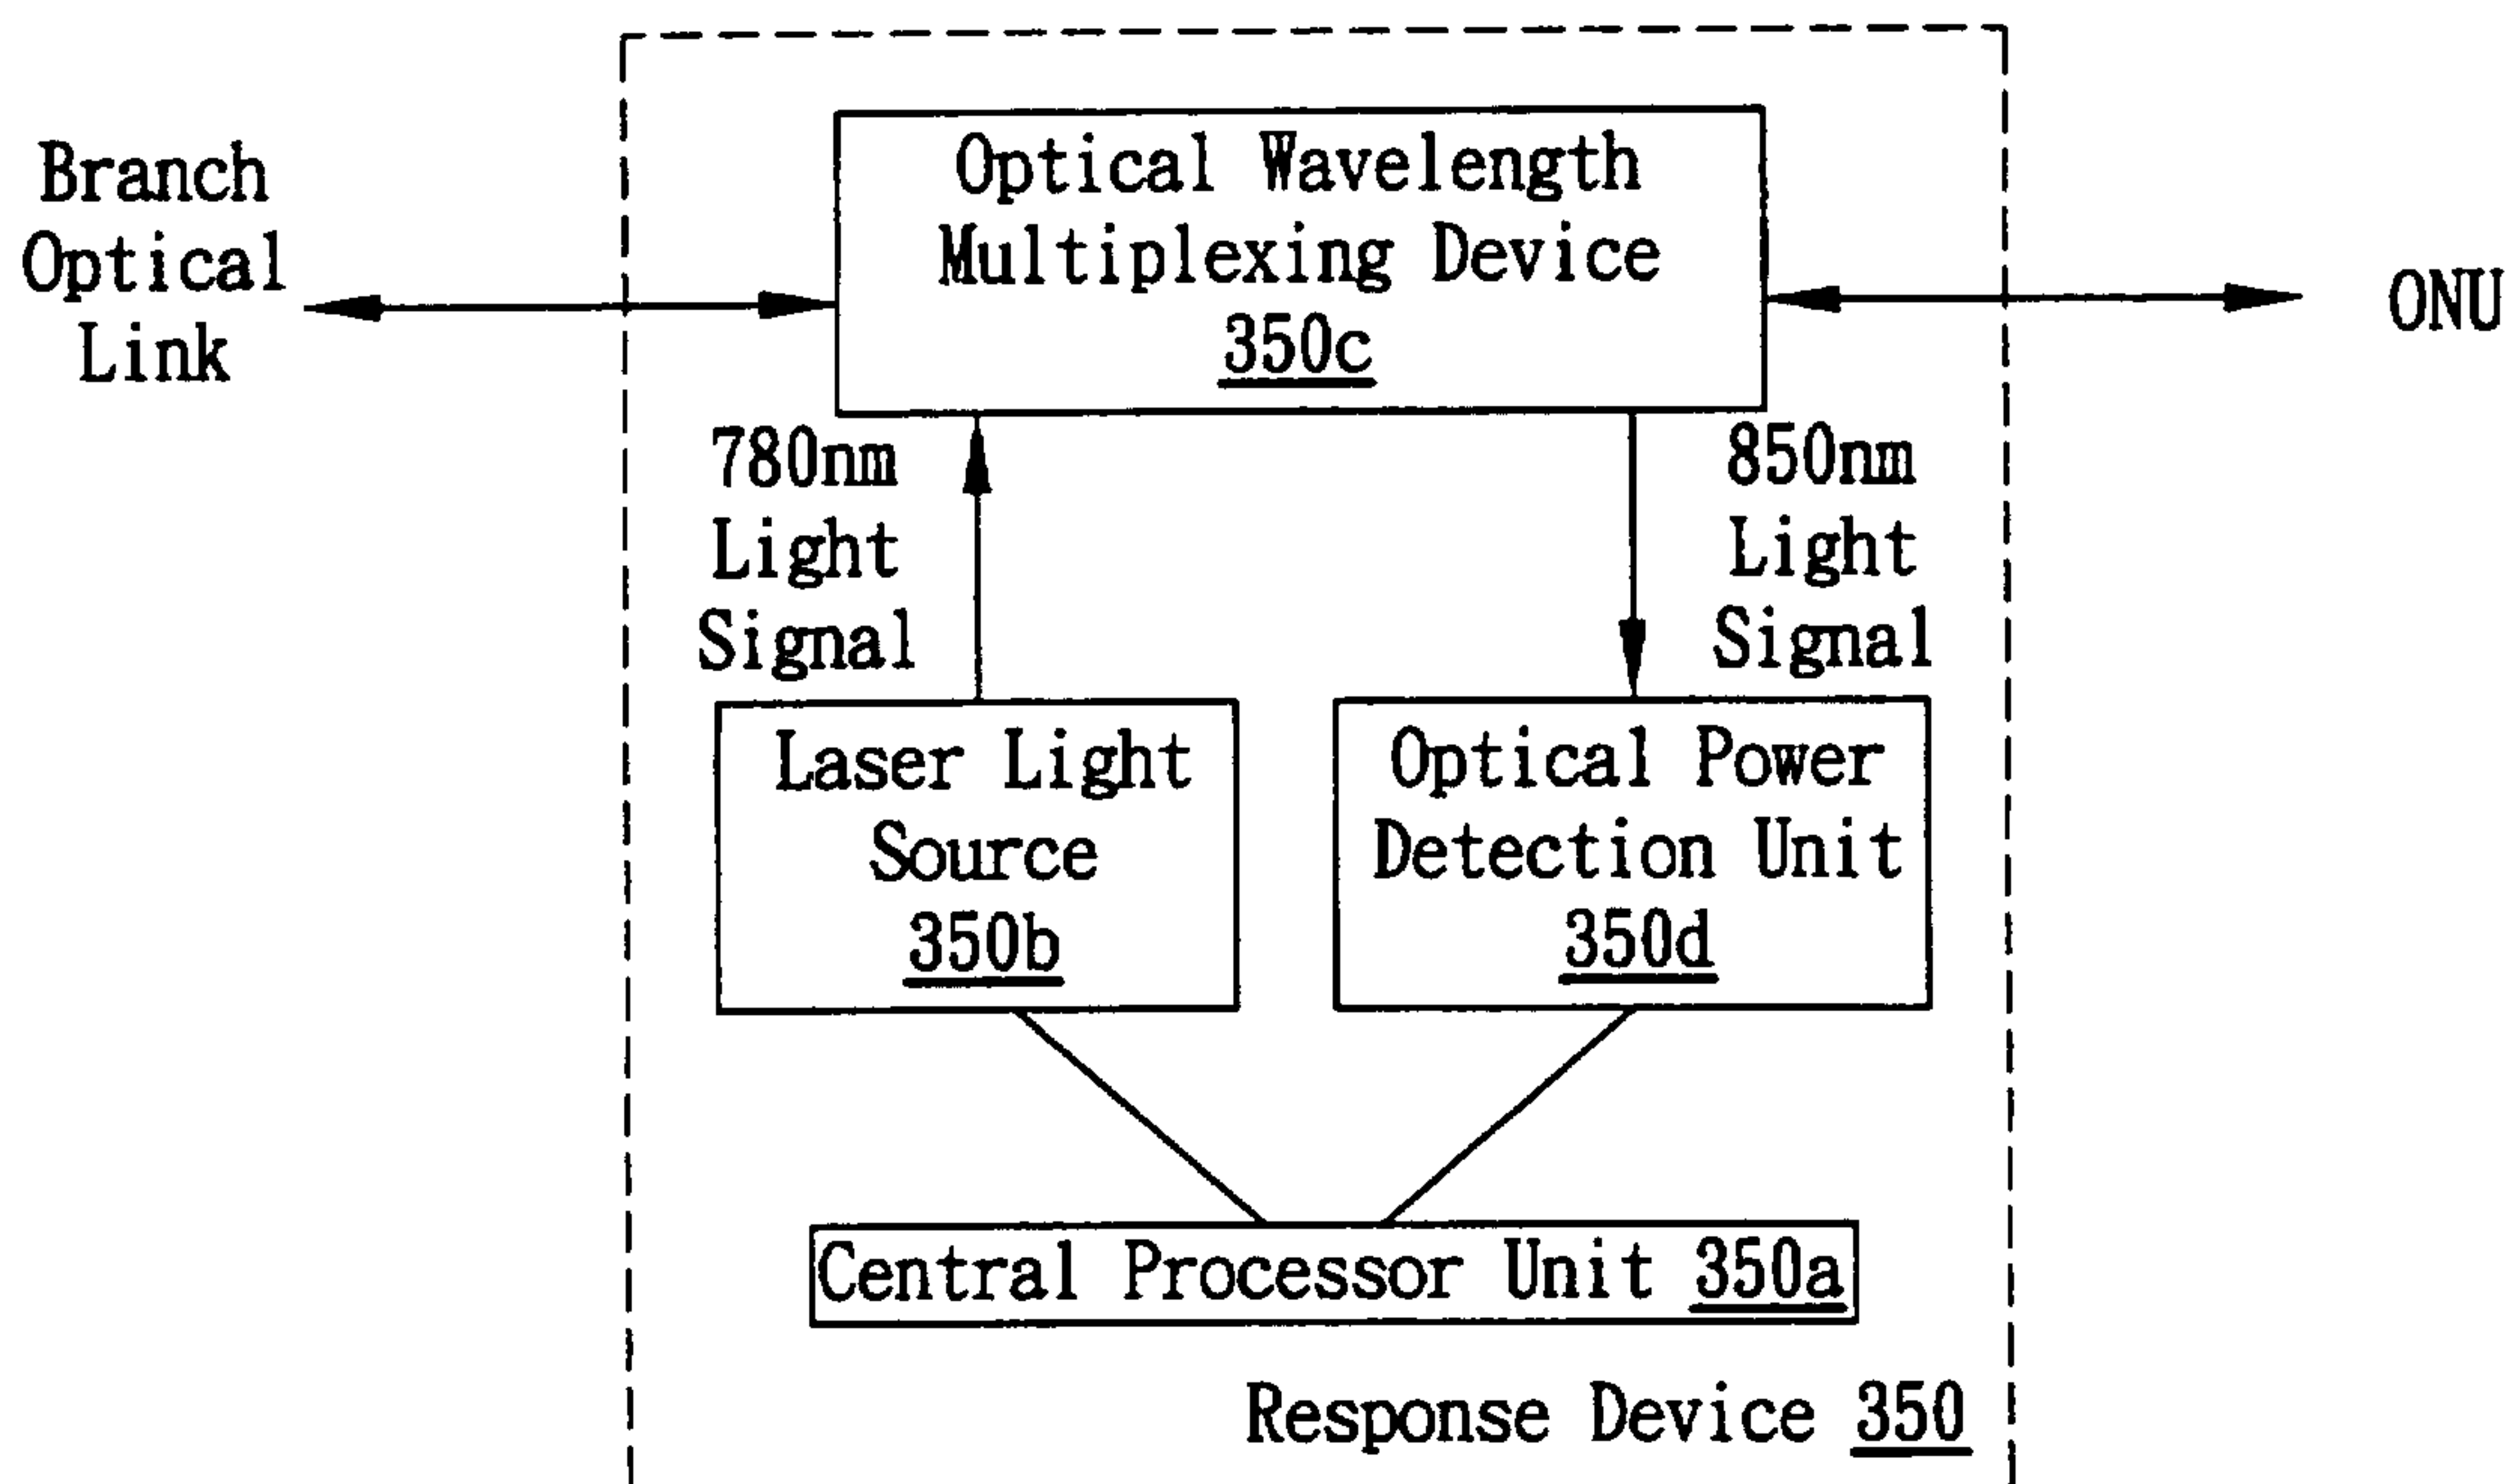 Branch
Optical
Link
Optical Wavelength
Multiplexing Device
350c
ONU
780nm
Light
Signal
850nm
Light
Signal
Laser Light
Source
350b
Optical Power
Detection Unit
350d
Central Processor Unit 350a
Response Device 350